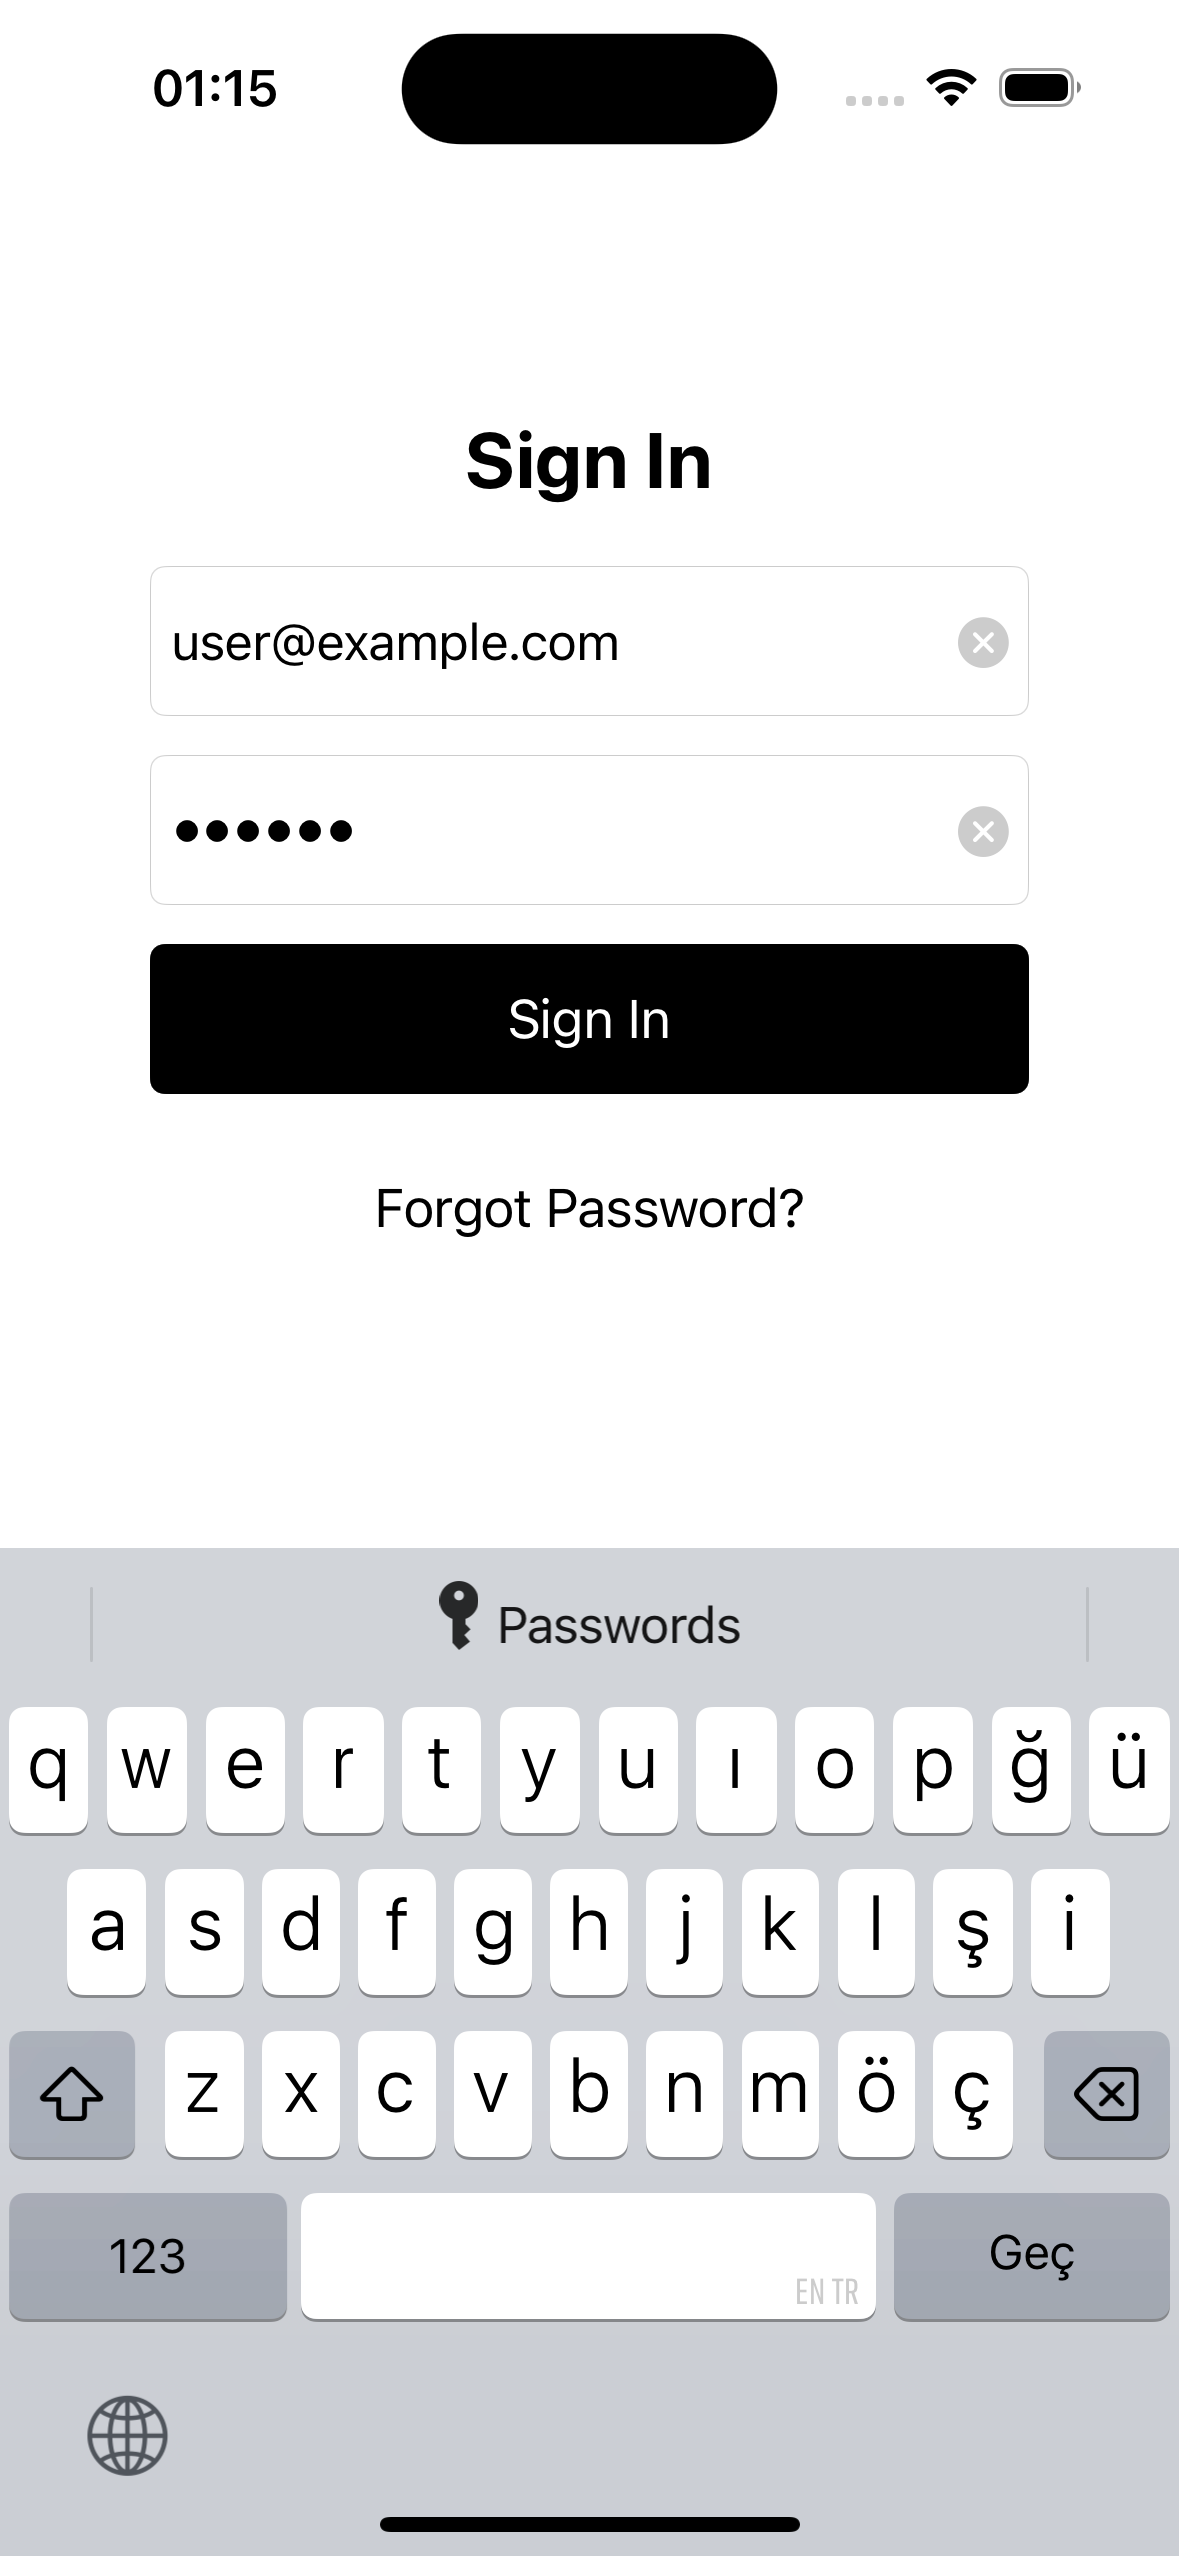 01:15
Sign In
user@example.com
••••••
Sign In
Forgot Password?
Passwords
q w e r t y u ı o p ğ ü
a s d f g h j k l ş i
z x c v b n m ö ç
123 EN TR Geç